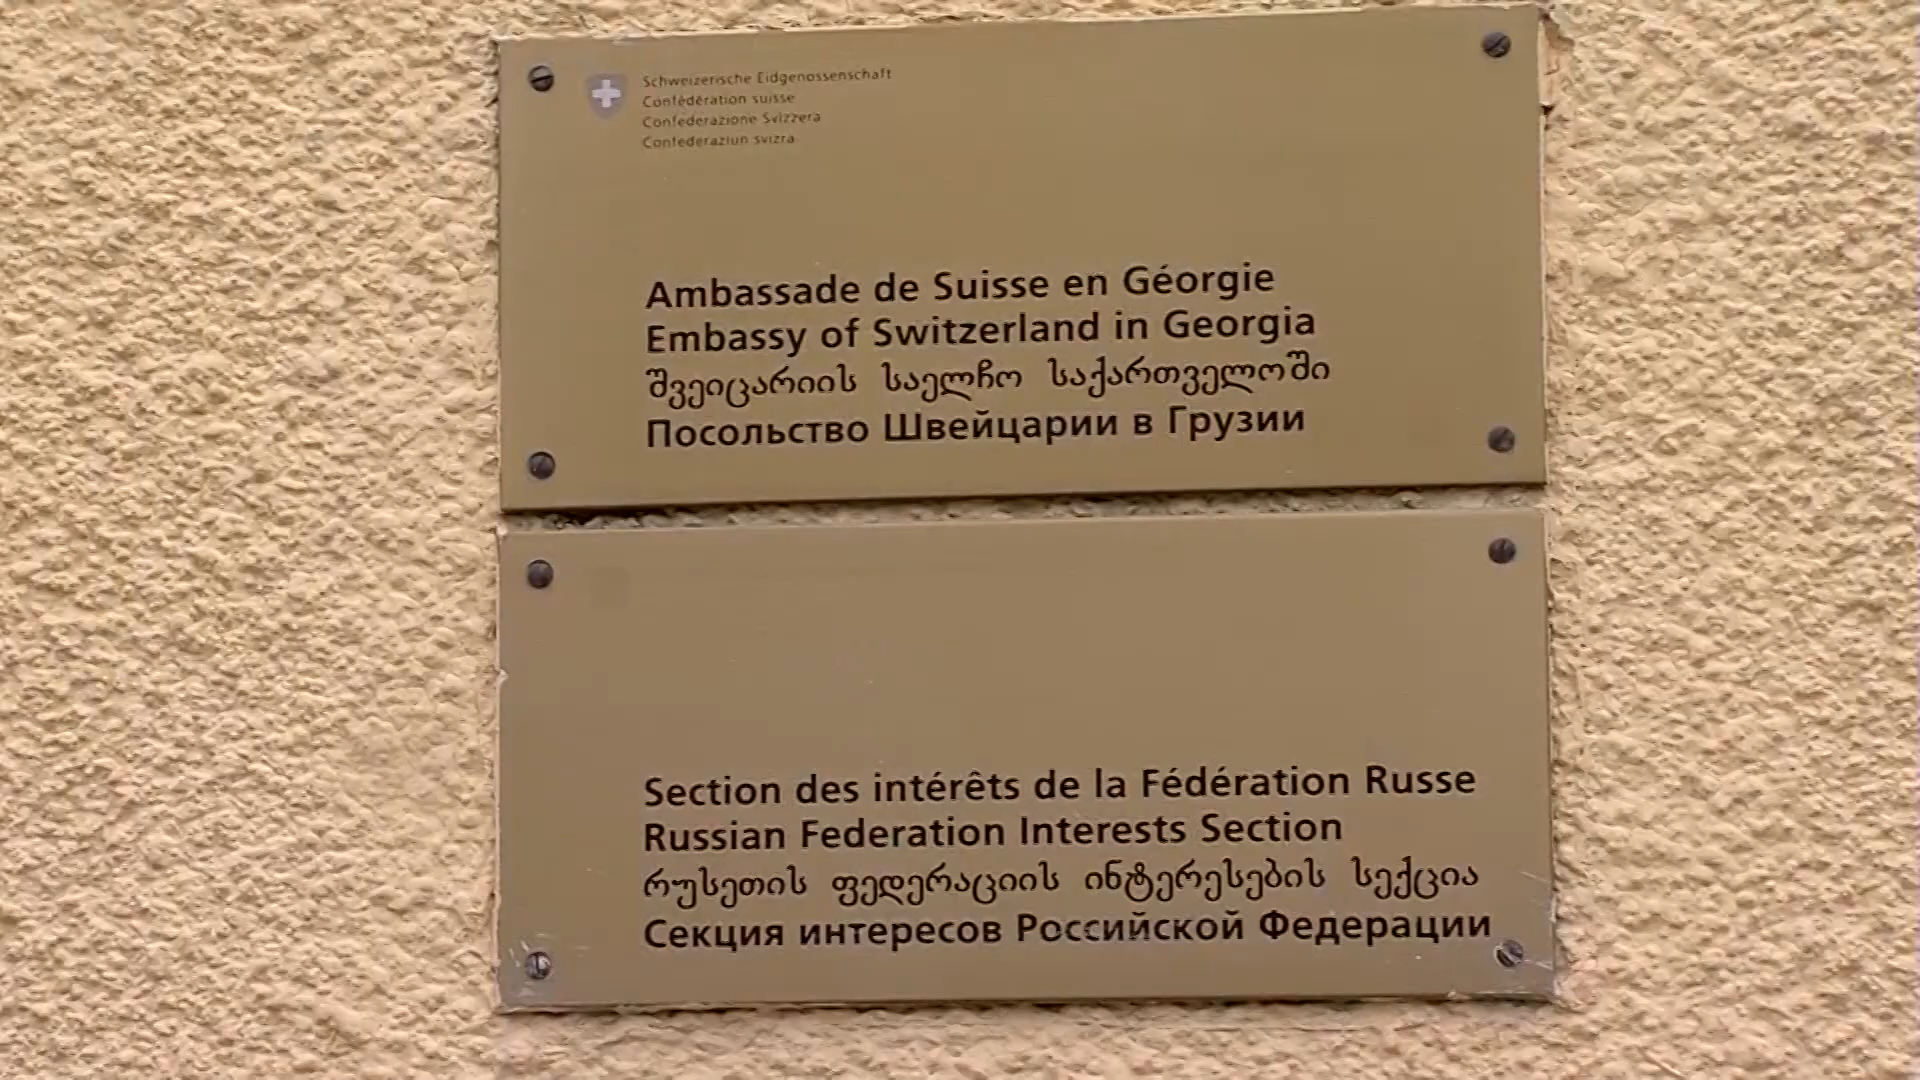 Schweizerische Eidgenossenschaft
Confédération suisse
Confederazione Svizzera
Confederaziun svizra
Ambassade de Suisse en Géorgie
Embassy of Switzerland in Georgia
შვეიცარიის საელჩო საქართველოში
Посольство Швейцарии в Грузии
Section des intérêts de la Fédération Russe
Russian Federation Interests Section
რუსეთის ფედერაციის ინტერესების სექცია
Секция интересов Российской Федерации